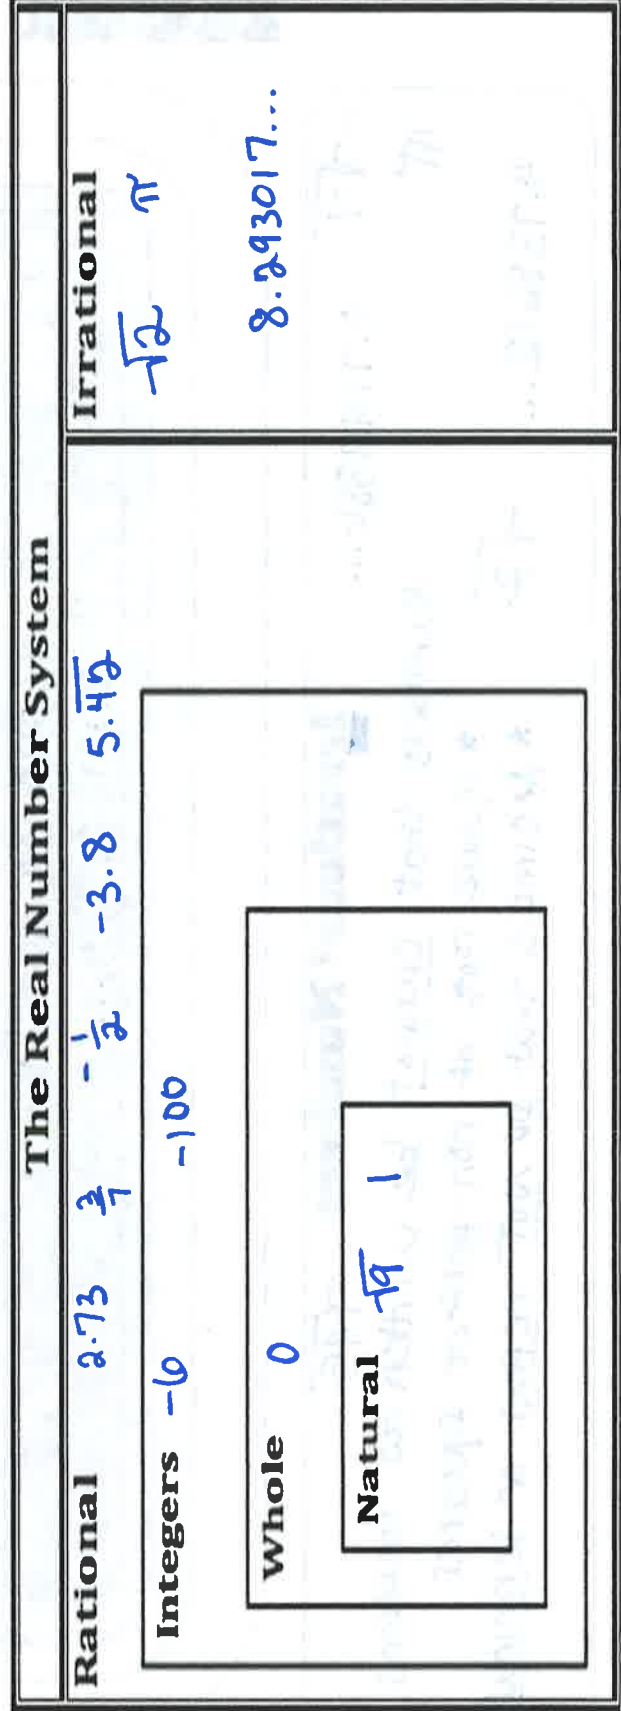 The Real Number System
Rational 2.73 3/7 -1/2 -3.8 5.4̅2̅
Integers -6 -100
Whole 0
Natural √9 1
Irrational
√2 π
8.293017...